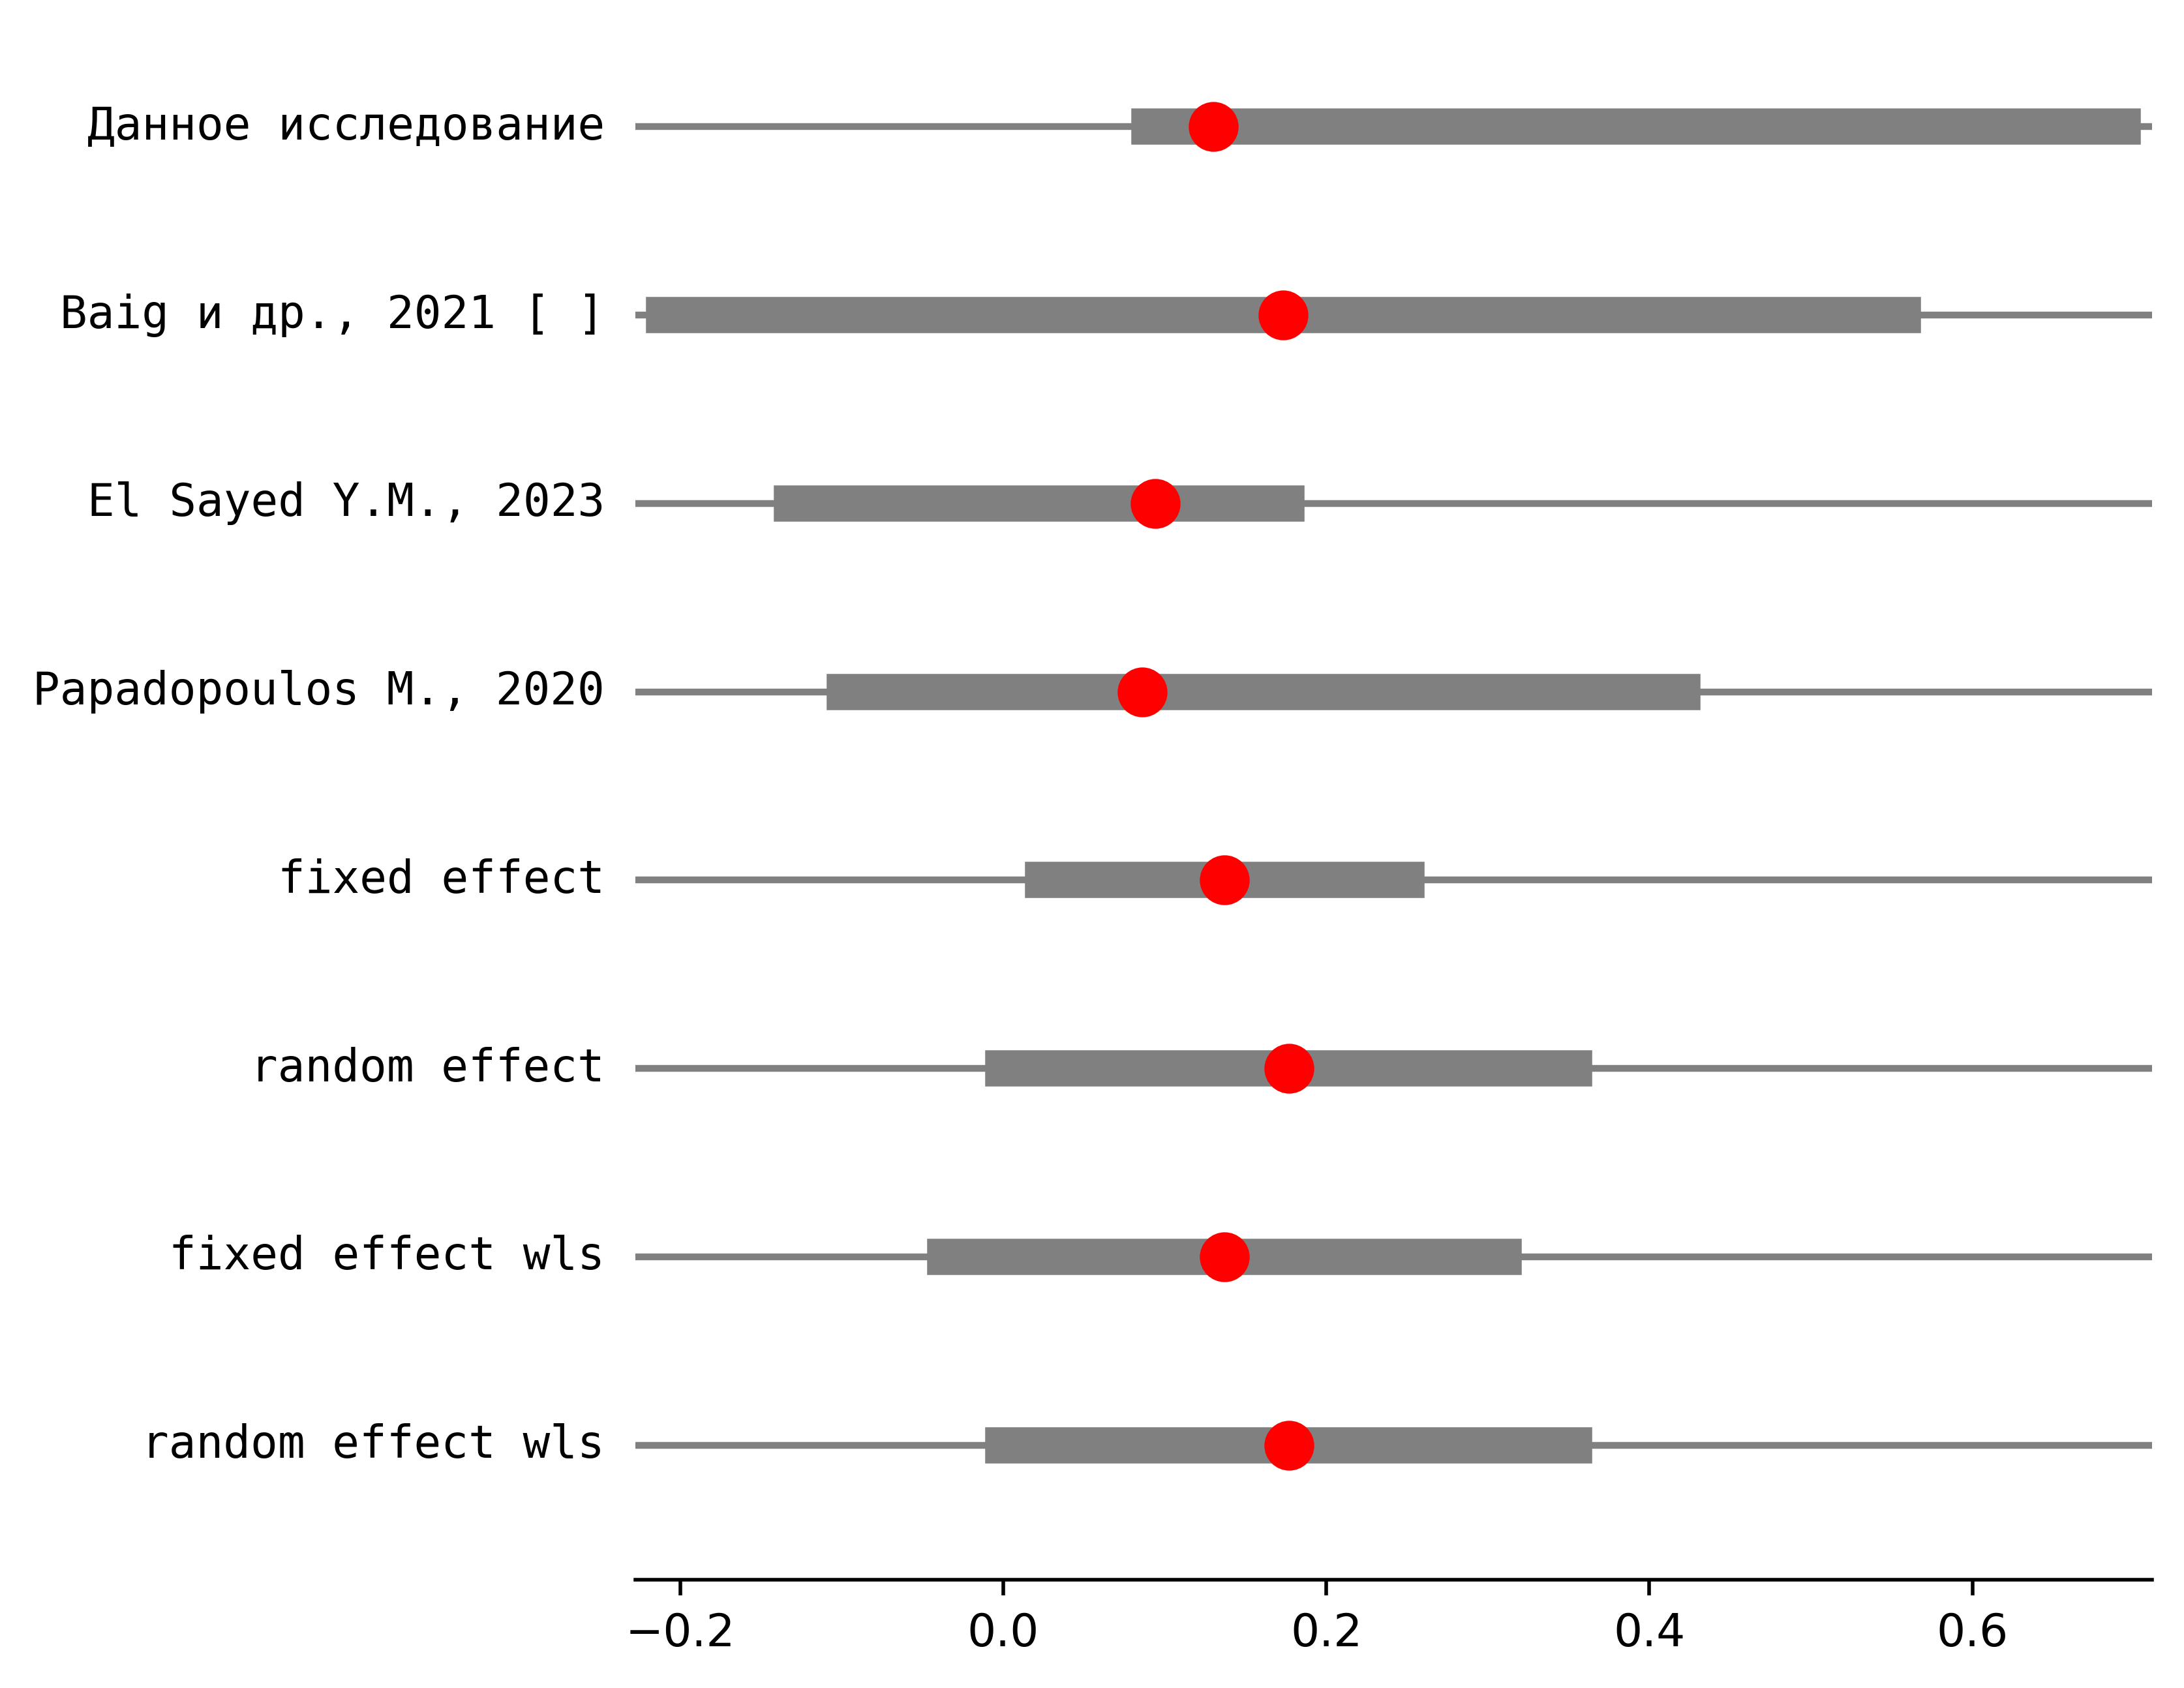 Данное исследование
Baig и др., 2021 [ ]
El Sayed Y.M., 2023
Papadopoulos M., 2020
fixed effect
random effect
fixed effect wls
random effect wls
−0.2 0.0 0.2 0.4 0.6